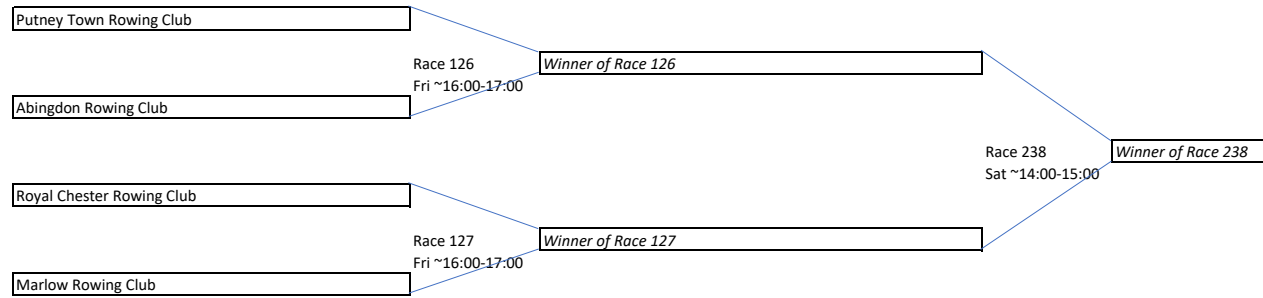 Putney Town Rowing Club
Race 126
Winner of Race 126
Fri ~16:00-17:00
Abingdon Rowing Club
Race 238
Winner of Race 238
Sat ~14:00-15:00
Royal Chester Rowing Club
Race 127
Winner of Race 127
Fri ~16:00-17:00
Marlow Rowing Club